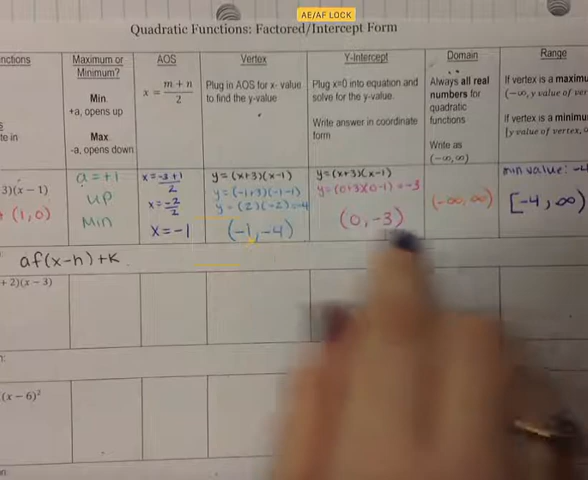 AE/AF LOCK
Quadratic Functions: Factored/Intercept Form
nctions
Maximum or
Minimum?
Min
+a, opens up
Max
-a, opens down
AOS
x = m + n / 2
Vertex
Plug in AOS for x- value
to find the y-value
Y-Intercept
Plug x=0 into equation and
solve for the y-value.
Write answer in coordinate
form
Domain
Always all real
numbers for
quadratic
functions
Write as
(−∞, ∞)
Range
If vertex is a maximu
(−∞, y value of ver
If vertex is a minimu
[y value of vertex,
s
te in
3)(x − 1)
(1, 0)
a = +1
up
Min
x = -3+1 / 2
x = -2/2
x = -1
y = (x+3)(x-1)
y = (-1+3)(-1-1)
y = (2)(-2) = -4
(-1, -4)
y = (x+3)(x-1)
y = (0+3)(0-1) = -3
(0, -3)
(-∞, ∞)
min value: -4
[-4, ∞)
af(x-h)+k
+ 2)(x − 3)
(x − 6)²